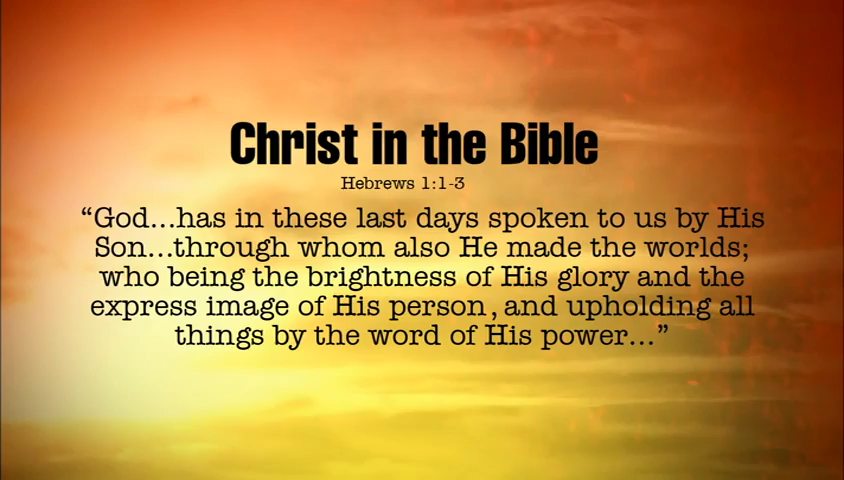 Christ in the Bible
Hebrews 1:1-3
“God...has in these last days spoken to us by His
Son...through whom also He made the worlds;
who being the brightness of His glory and the
express image of His person, and upholding all
things by the word of His power...”